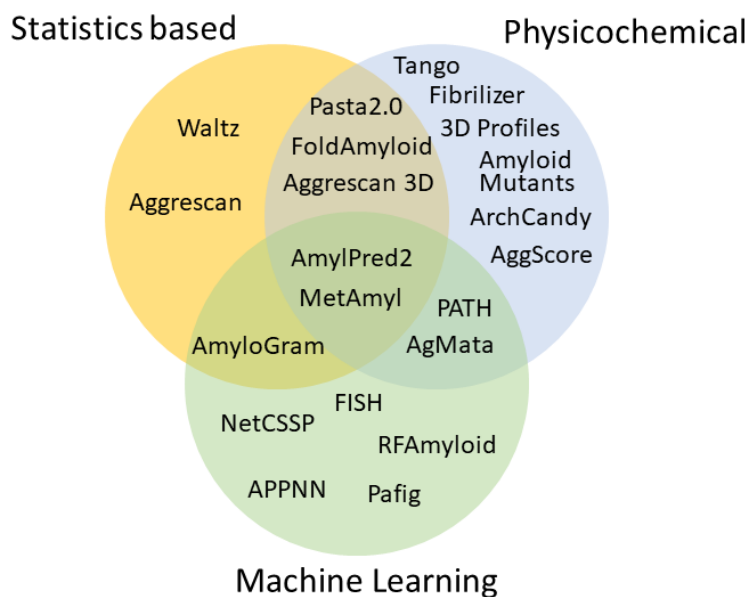 Statistics based
Physicochemical
Tango
Fibrilizer
Pasta2.0
Waltz
3D Profiles
FoldAmyloid
Amyloid
Mutants
Aggrescan 3D
Aggrescan
ArchCandy
AggScore
AmylPred2
MetAmyl
PATH
AmyloGram
AgMata
FISH
NetCSSP
RFAmyloid
APPNN
Pafig
Machine Learning